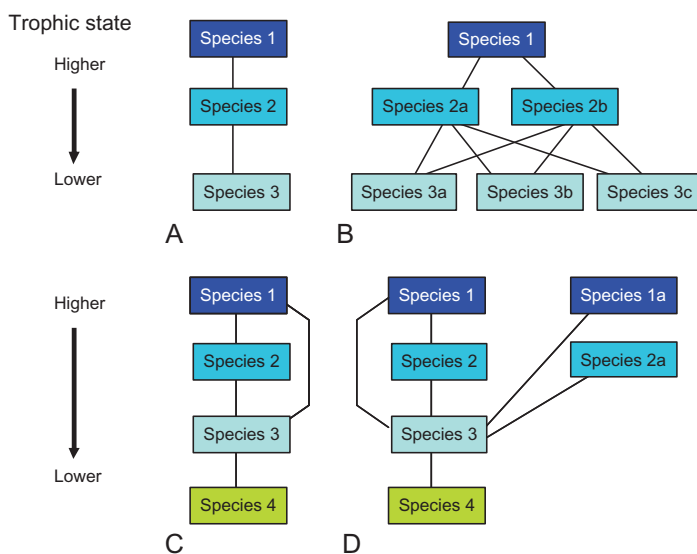 Trophic state
Higher
Lower
Species 1
Species 2
Species 3
A
Species 1
Species 2a
Species 2b
Species 3a
Species 3b
Species 3c
B
Higher
Lower
Species 1
Species 2
Species 3
Species 4
C
Species 1
Species 2
Species 3
Species 4
Species 1a
Species 2a
D